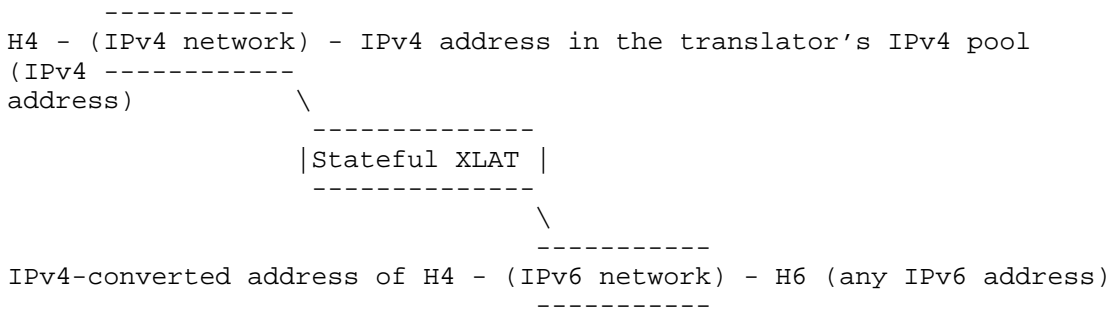 ------------
H4 - (IPv4 network) - IPv4 address in the translator's IPv4 pool
(IPv4 ------------
address) \
--------------
|Stateful XLAT |
--------------
\
-----------
IPv4-converted address of H4 - (IPv6 network) - H6 (any IPv6 address)
-----------